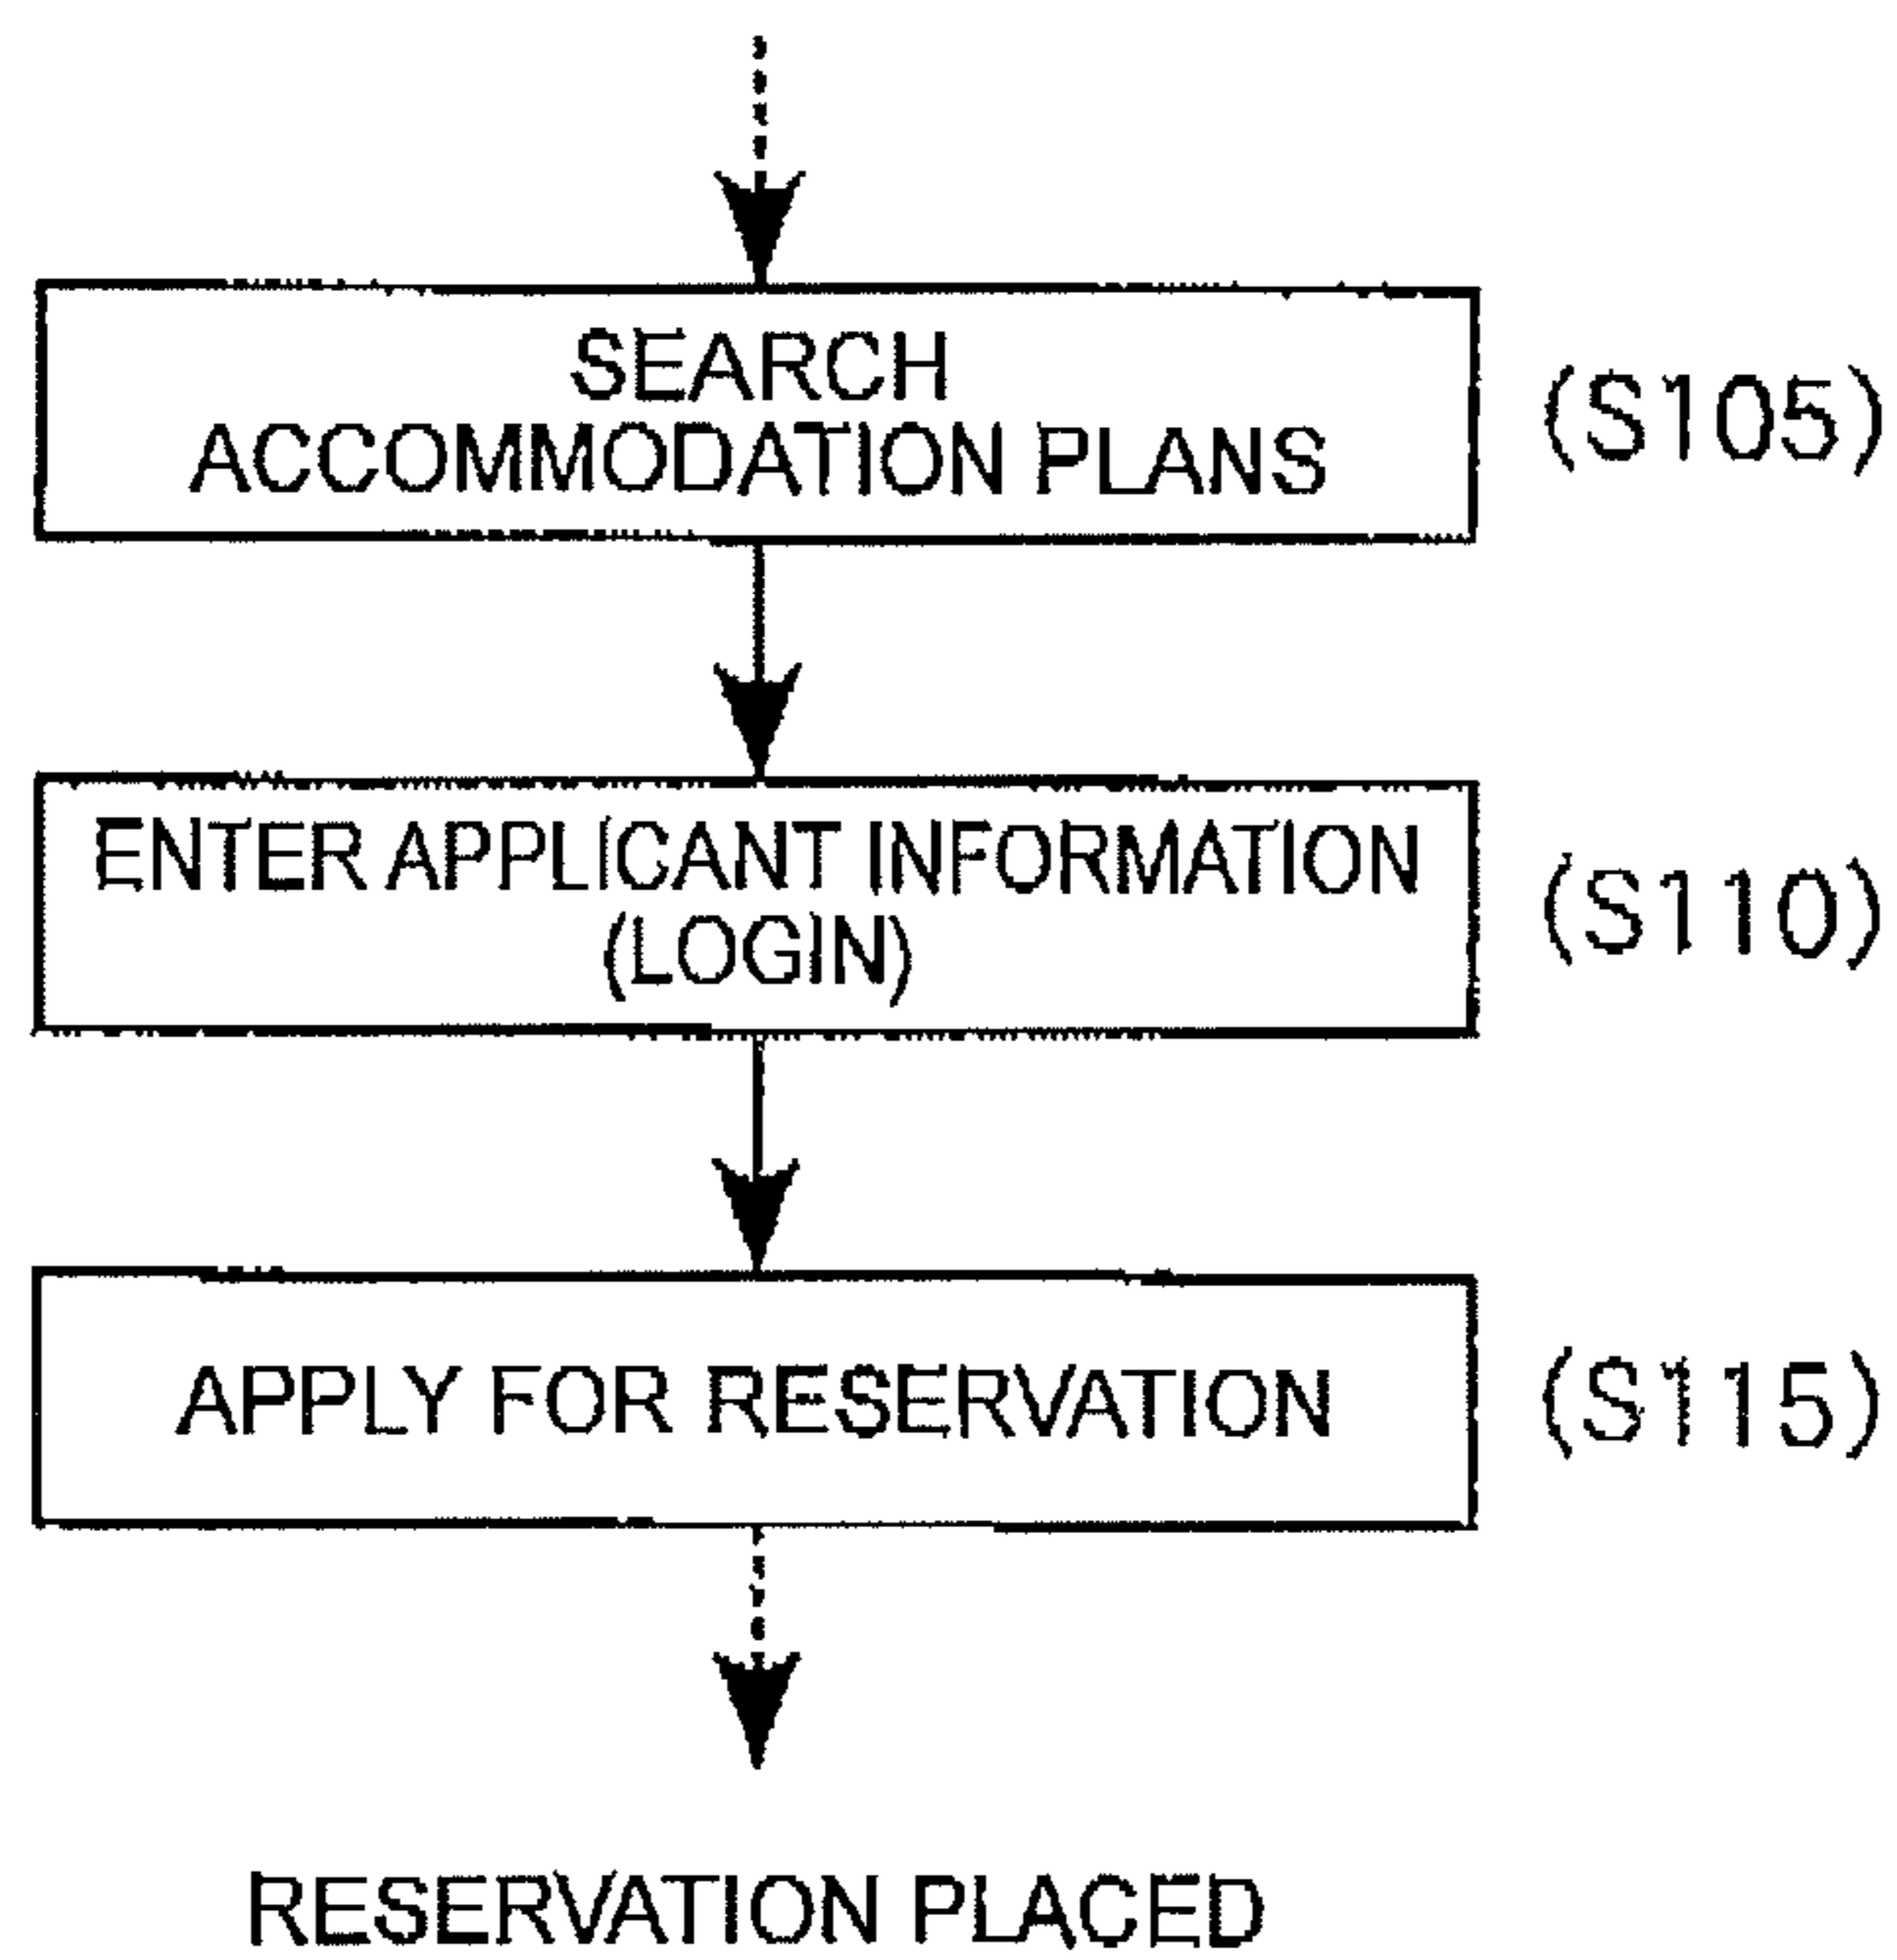 SEARCH
ACCOMMODATION PLANS
(S105)
ENTER APPLICANT INFORMATION
(LOGIN)
(S110)
APPLY FOR RESERVATION
(S115)
RESERVATION PLACED